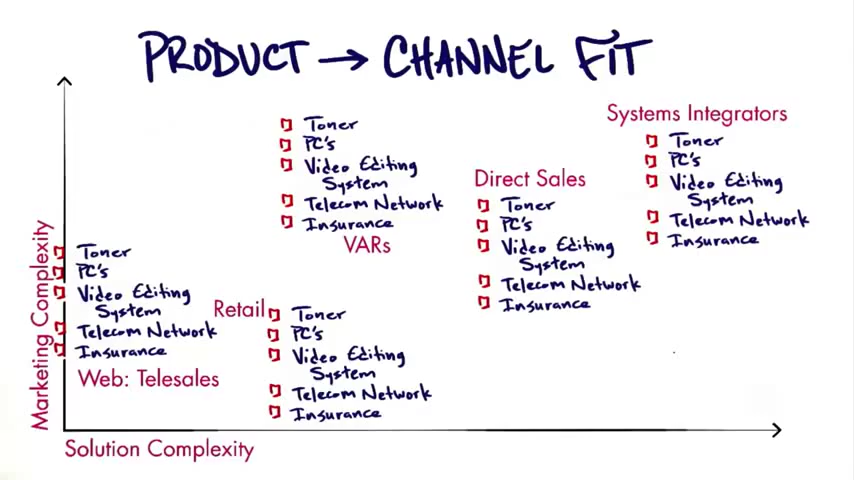 PRODUCT → CHANNEL FIT
Systems Integrators
Toner
PC's
Video Editing
System
Telecom Network
Insurance
Toner
PC's
Video Editing
System
Telecom Network
Insurance
VARs
Direct Sales
Toner
PC's
Video Editing
System
Telecom Network
Insurance
Toner
PC's
Video Editing
System
Telecom Network
Insurance
Web: Telesales
Retail
Toner
PC's
Video Editing
System
Telecom Network
Insurance
Marketing Complexity
Solution Complexity